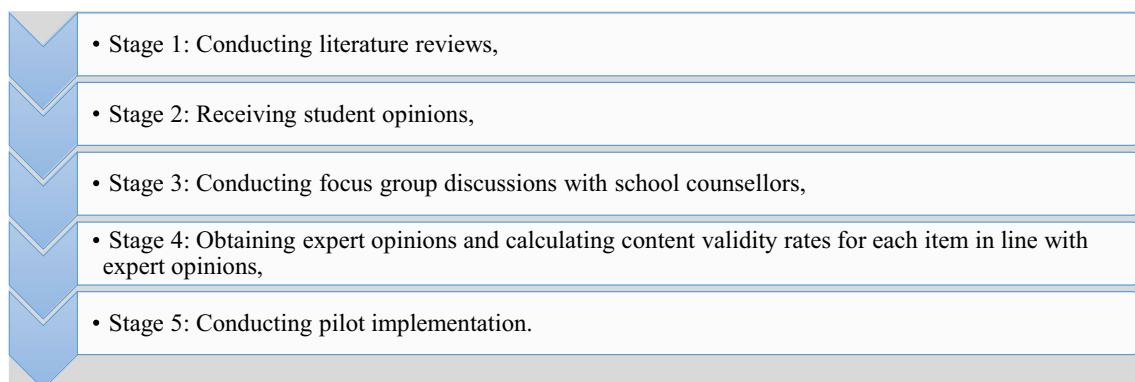 • Stage 1: Conducting literature reviews,
• Stage 2: Receiving student opinions,
• Stage 3: Conducting focus group discussions with school counsellors,
• Stage 4: Obtaining expert opinions and calculating content validity rates for each item in line with
expert opinions,
• Stage 5: Conducting pilot implementation.